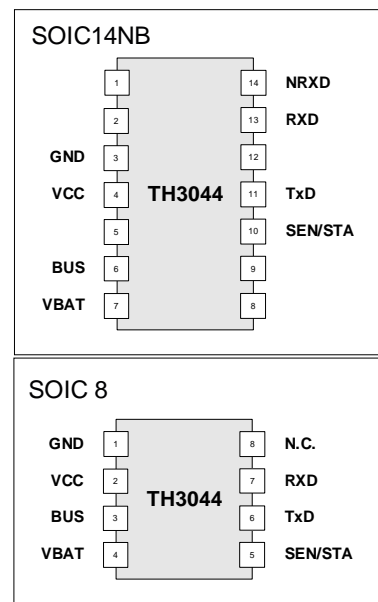 SOIC14NB
1 14 NRXD
2 13 RXD
GND 3 12
VCC 4 TH3044 11 TxD
5 10 SEN/STA
BUS 6 9
VBAT 7 8
SOIC 8
GND 1 8 N.C.
VCC 2 7 RXD
TH3044
BUS 3 6 TxD
VBAT 4 5 SEN/STA